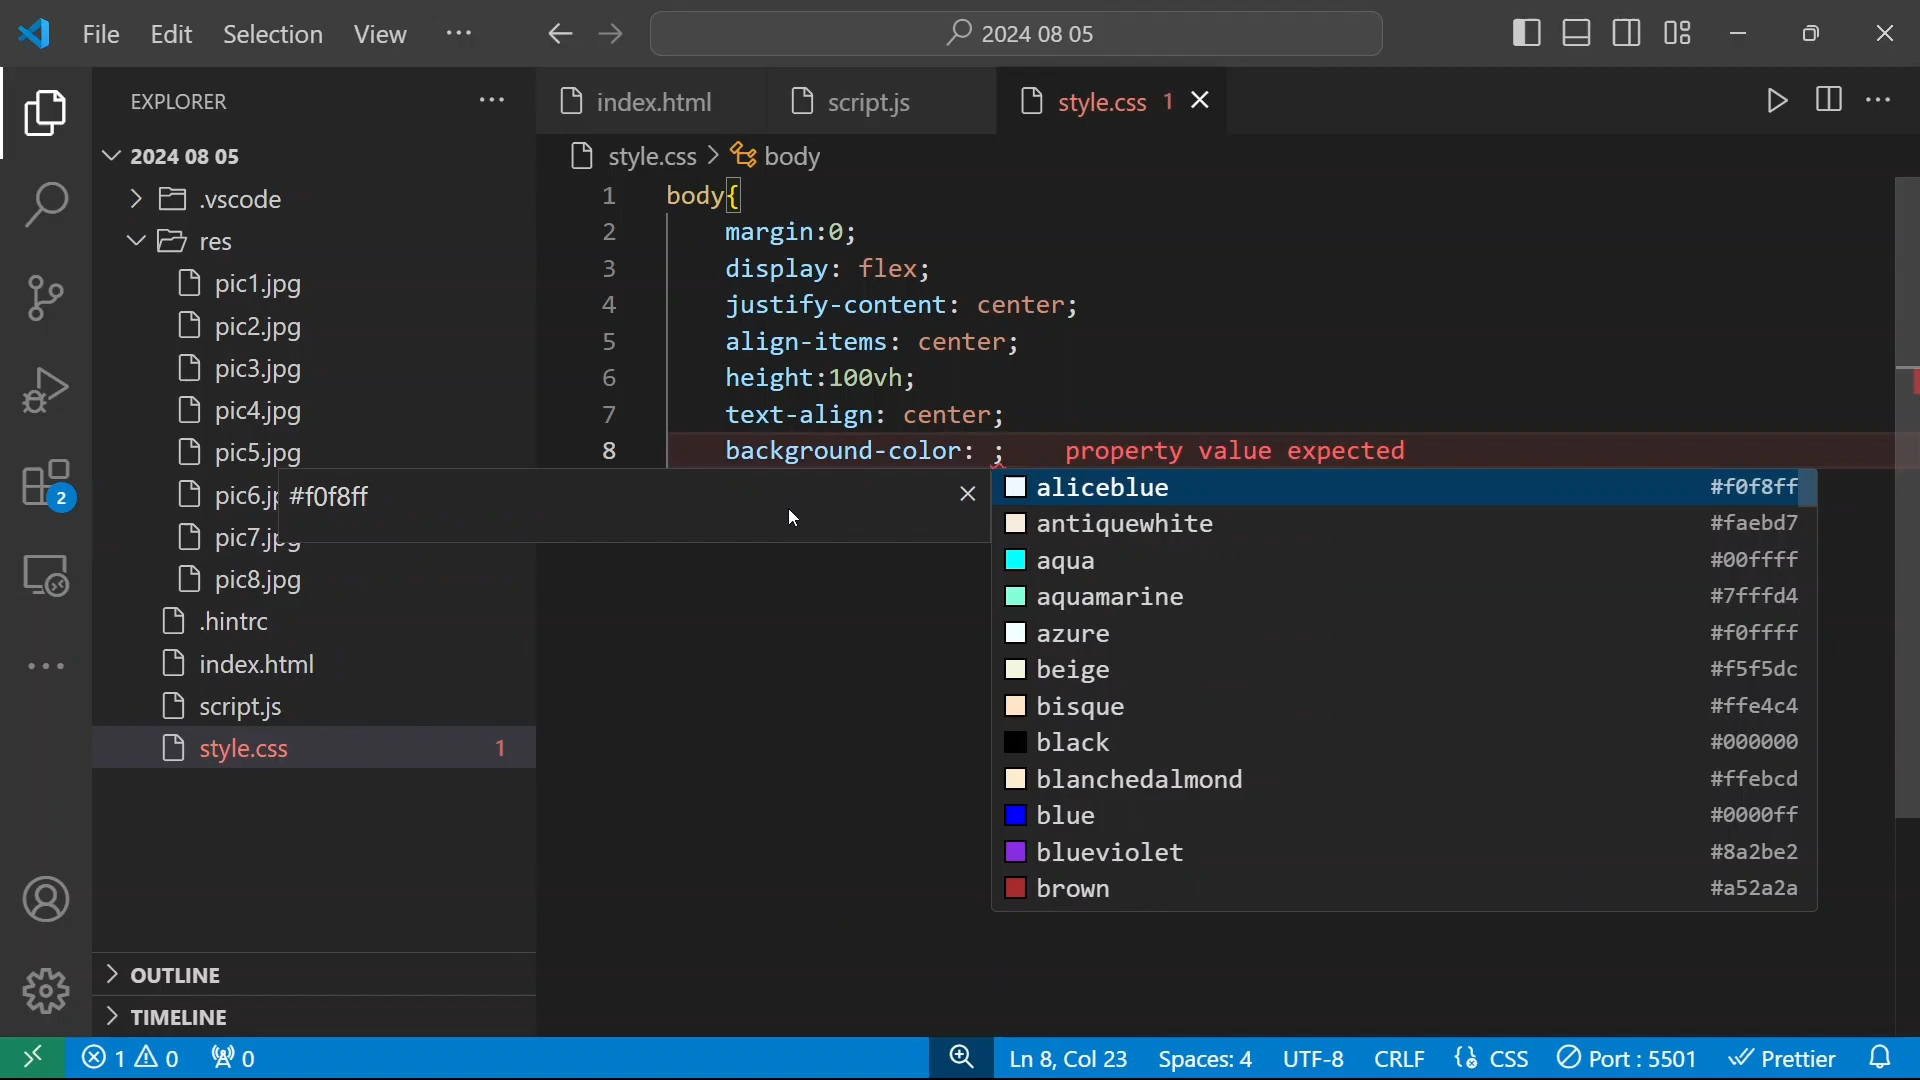 File Edit Selection View ··· 2024 08 05
EXPLORER ···
2024 08 05
.vscode
res
pic1.jpg
pic2.jpg
pic3.jpg
pic4.jpg
pic5.jpg
pic8.jpg
.hintrc
index.html
script.js
style.css 1
OUTLINE
TIMELINE
2
index.html script.js style.css 1
style.css > body
1 body{
2 margin:0;
3 display: flex;
4 justify-content: center;
5 align-items: center;
6 height:100vh;
7 text-align: center;
8 background-color: ; property value expected
#f0f8ff
aliceblue #f0f8ff
antiquewhite #faebd7
aqua #00ffff
aquamarine #7fffd4
azure #f0ffff
beige #f5f5dc
bisque #ffe4c4
black #000000
blanchedalmond #ffebcd
blue #0000ff
blueviolet #8a2be2
brown #a52a2a
1 0 0 Ln 8, Col 23 Spaces: 4 UTF-8 CRLF CSS Port : 5501 Prettier